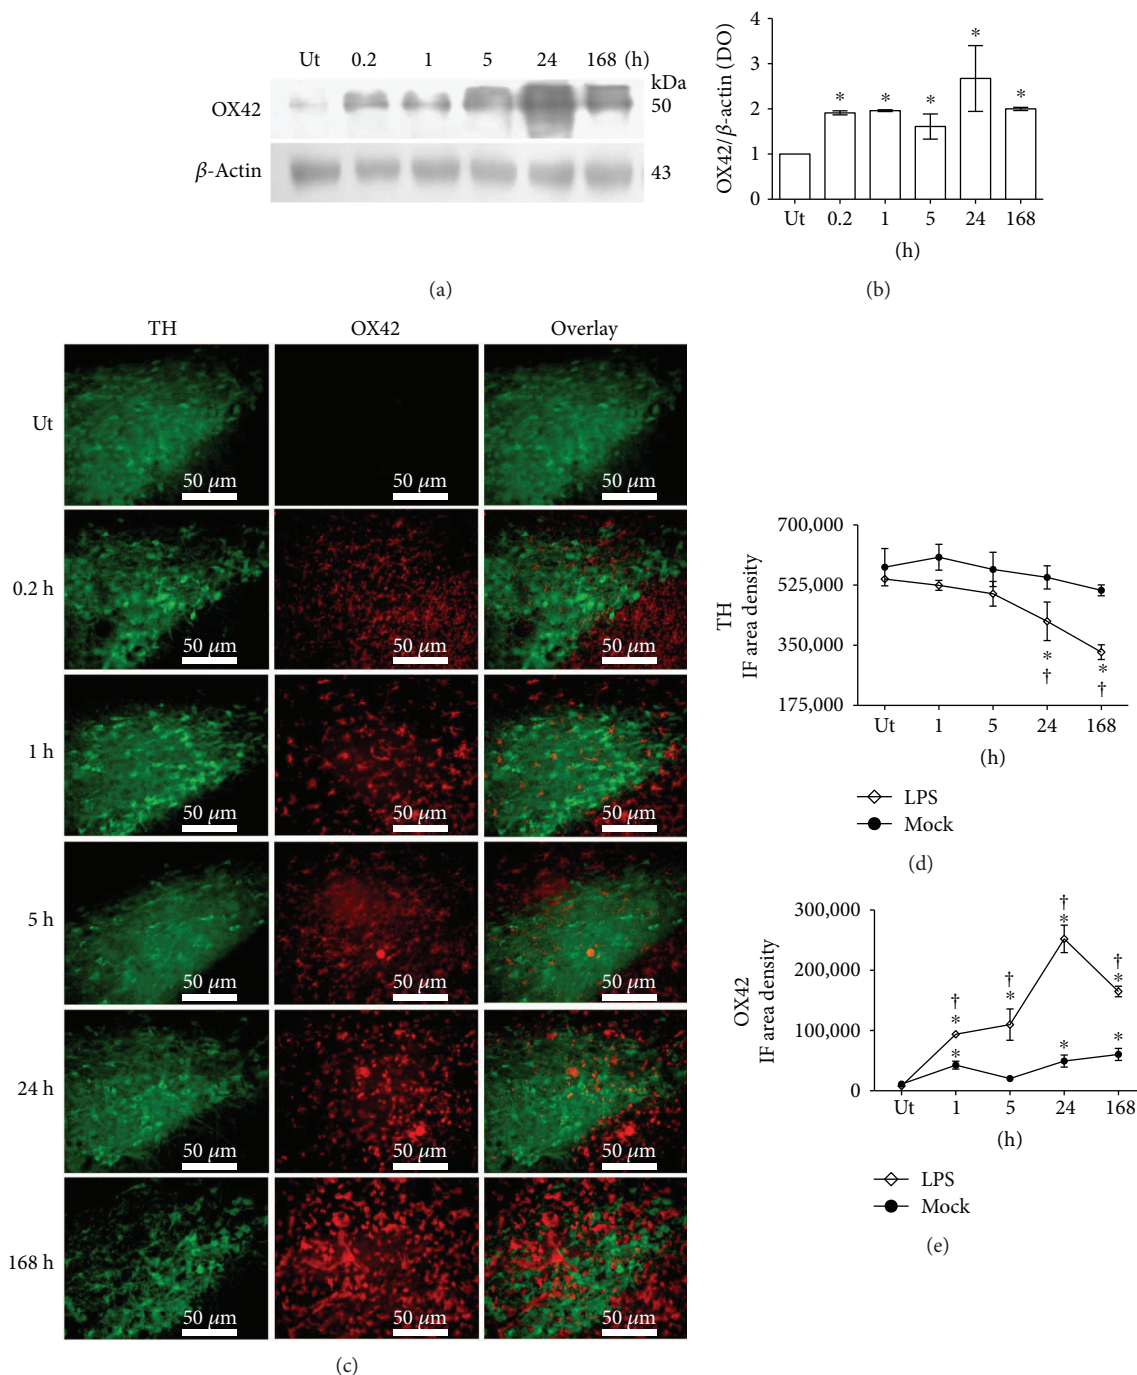 Ut 0.2 1 5 24 168 (h)
kDa
OX42 50
β-Actin 43
(a)
OX42/β-actin (DO)
4
3
2
1
0
* * * * *
Ut 0.2 1 5 24 168
(h)
(b)
TH OX42 Overlay
Ut
50 μm 50 μm 50 μm
0.2 h
50 μm 50 μm 50 μm
1 h
50 μm 50 μm 50 μm
5 h
50 μm 50 μm 50 μm
24 h
50 μm 50 μm 50 μm
168 h
50 μm 50 μm 50 μm
(c)
TH
IF area density
700,000
525,000
350,000
175,000
* *
† †
Ut 1 5 24 168
(h)
LPS
Mock
(d)
OX42
IF area density
300,000
200,000
100,000
0
† † † †
* * * *
* * *
Ut 1 5 24 168
(h)
LPS
Mock
(e)